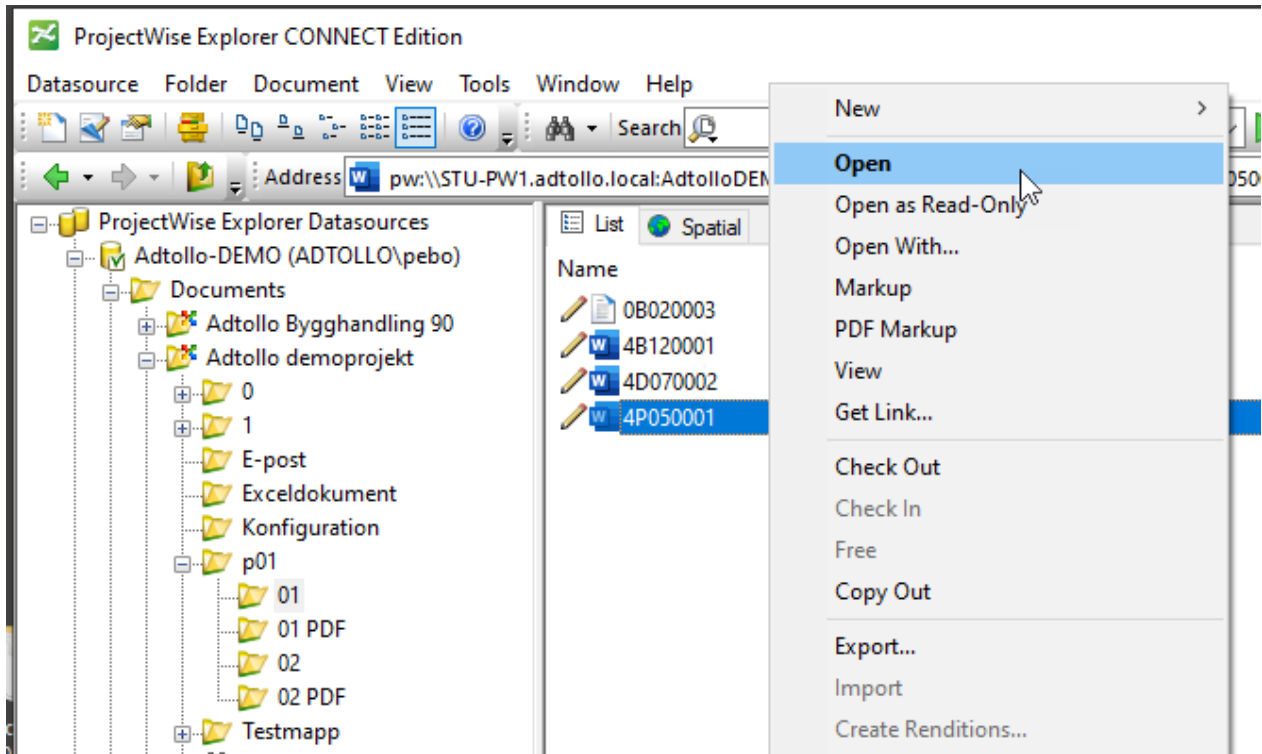 ProjectWise Explorer CONNECT Edition
Datasource Folder Document View Tools Window Help
Search
Address pw:\\STU-PW1.adtollo.local:AdtolloDEM
ProjectWise Explorer Datasources
Adtollo-DEMO (ADTOLLO\pebo)
Documents
Adtollo Bygghandling 90
Adtollo demoprojekt
0
1
E-post
Exceldokument
Konfiguration
p01
01
01 PDF
02
02 PDF
Testmapp
List Spatial
Name
0B020003
4B120001
4D070002
4P050001
New
Open
Open as Read-Only
Open With...
Markup
PDF Markup
View
Get Link...
Check Out
Check In
Free
Copy Out
Export...
Import
Create Renditions...